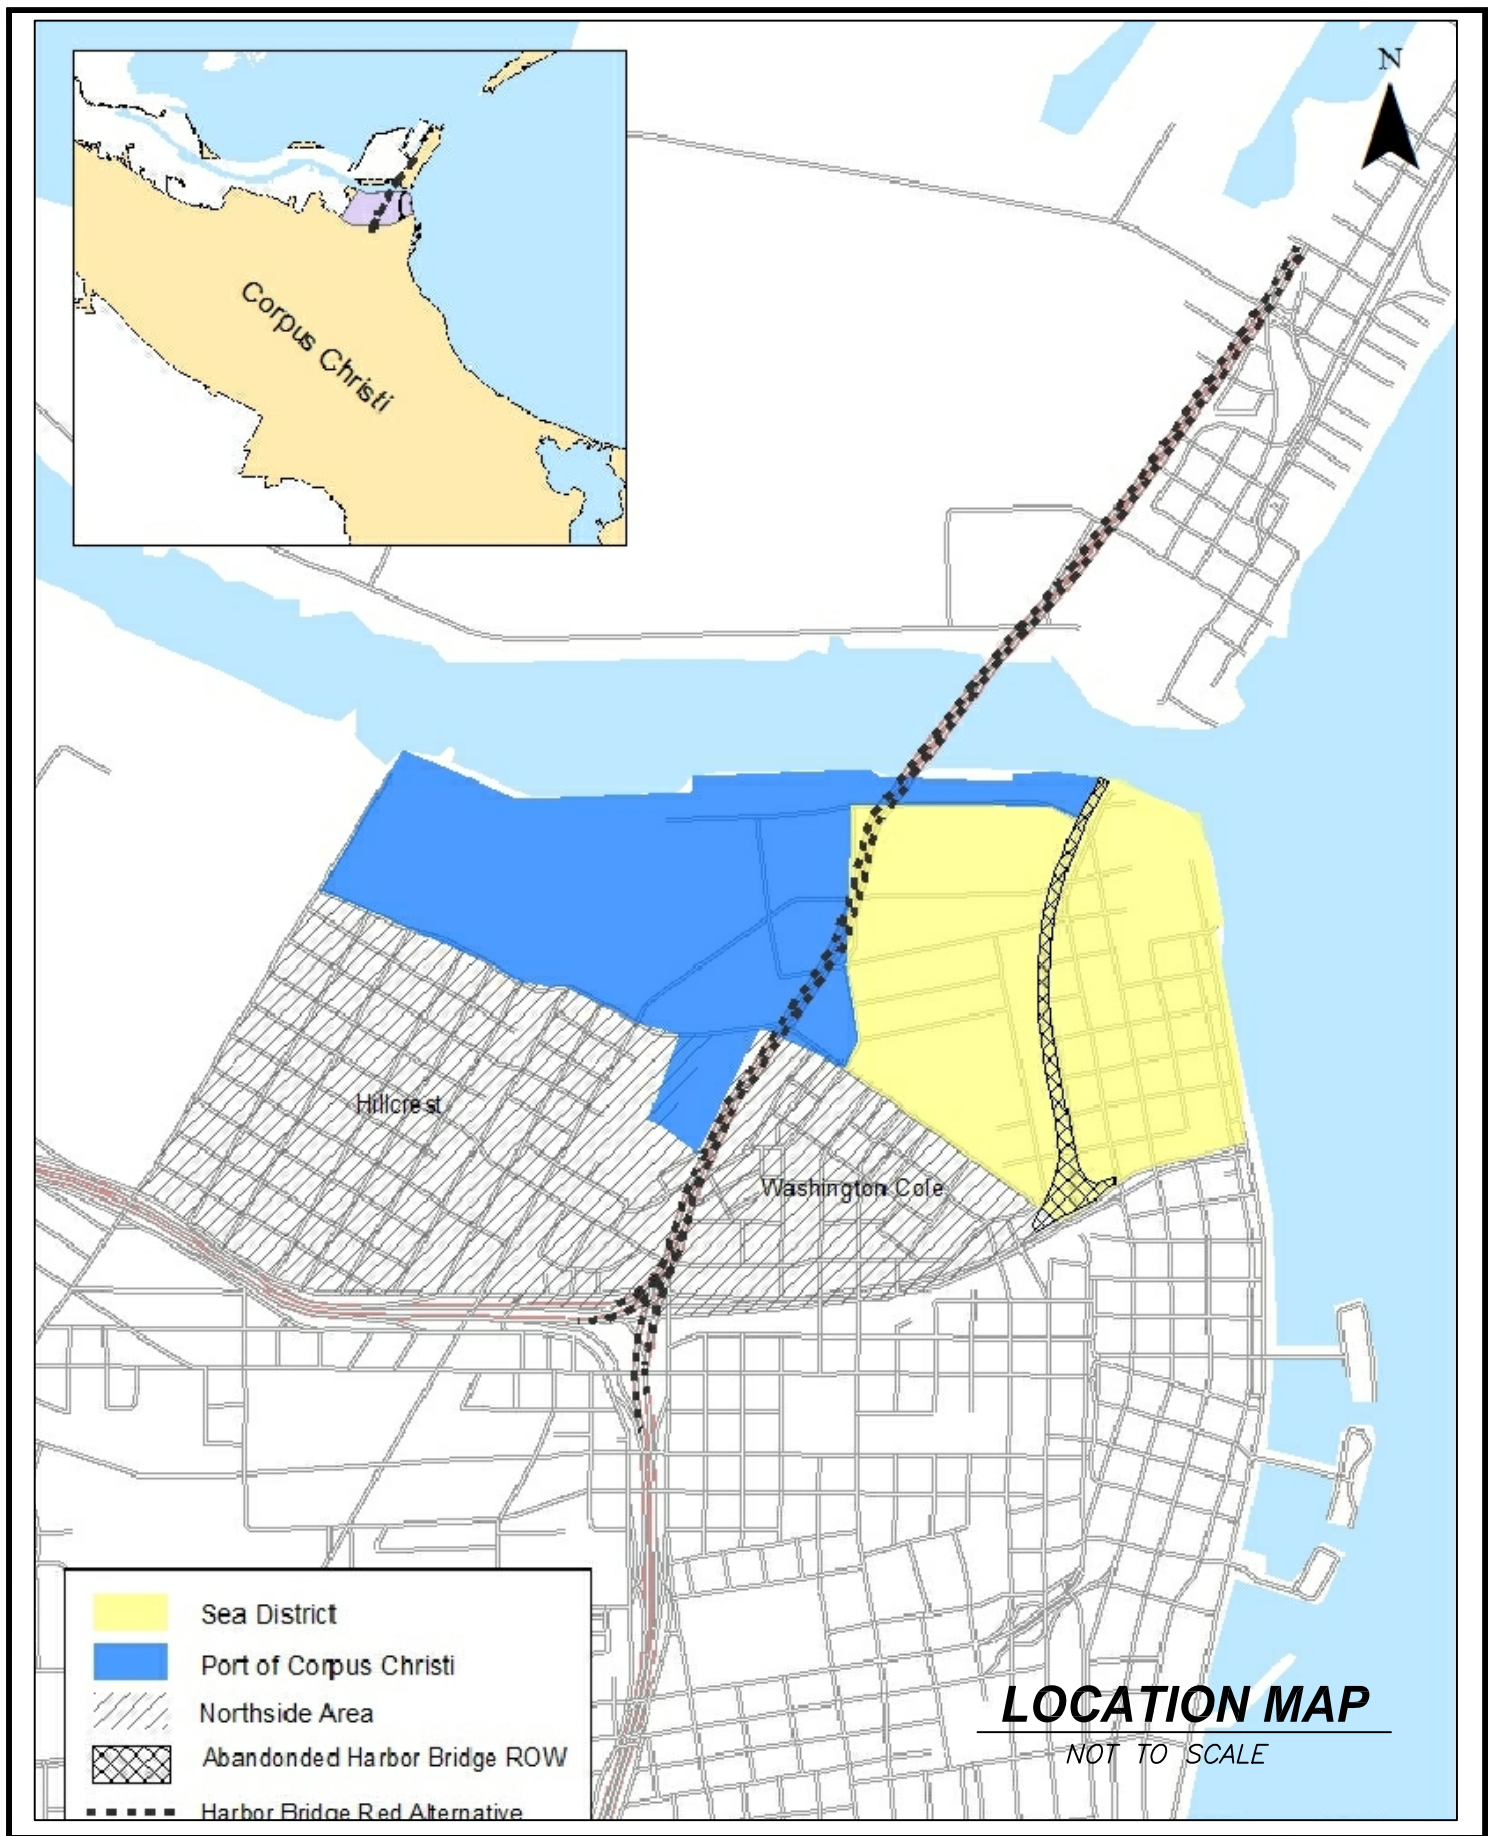 N
Corpus Christi
Hillcrest
Washington Cole
Sea District
Port of Corpus Christi
Northside Area
Abandonded Harbor Bridge ROW
Harbor Bridge Red Alternative
LOCATION MAP
NOT TO SCALE